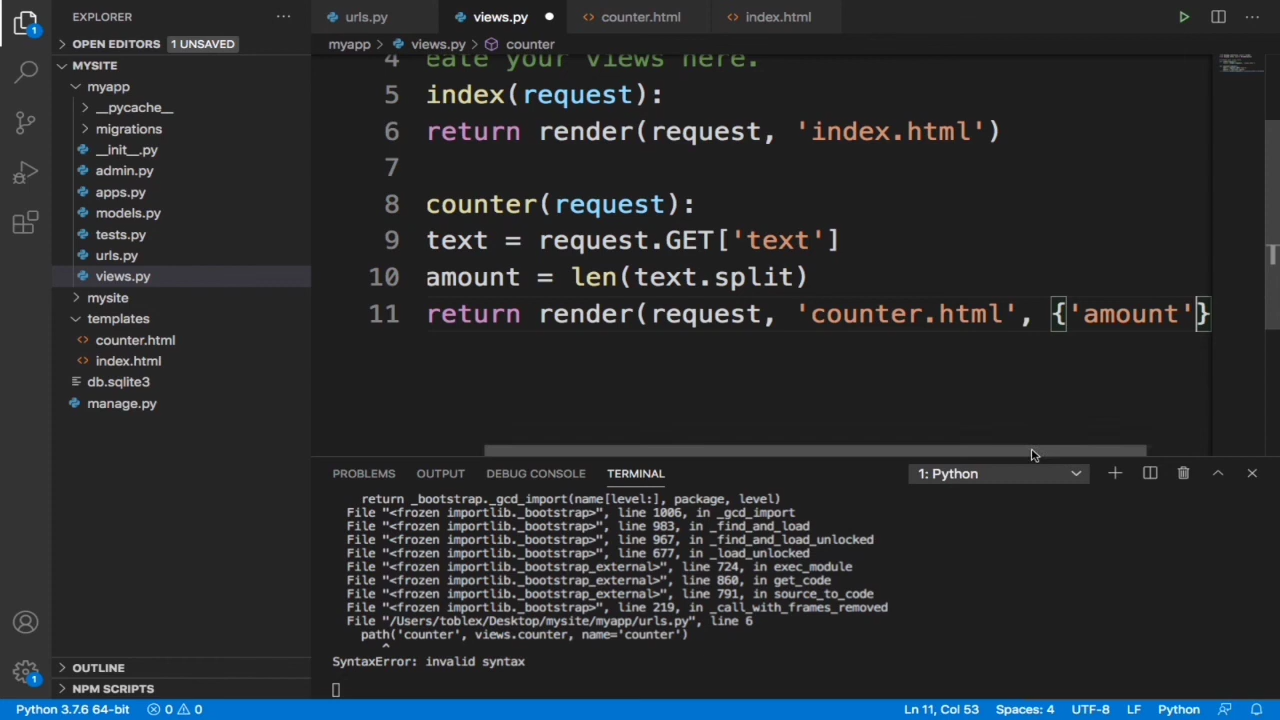 EXPLORER
urls.py
views.py
counter.html
index.html
OPEN EDITORS 1 UNSAVED
myapp > views.py > counter
MYSITE
myapp
__pycache__
migrations
__init__.py
admin.py
apps.py
models.py
tests.py
urls.py
views.py
mysite
templates
counter.html
index.html
db.sqlite3
manage.py
OUTLINE
NPM SCRIPTS
1
1
4 eate your views here.
5 index(request):
6 return render(request, 'index.html')
7
8 counter(request):
9 text = request.GET['text']
10 amount = len(text.split)
11 return render(request, 'counter.html', {'amount'}
PROBLEMS OUTPUT DEBUG CONSOLE TERMINAL 1: Python
return _bootstrap._gcd_import(name[level:], package, level)
File "<frozen importlib._bootstrap>", line 1006, in _gcd_import
File "<frozen importlib._bootstrap>", line 983, in _find_and_load
File "<frozen importlib._bootstrap>", line 967, in _find_and_load_unlocked
File "<frozen importlib._bootstrap>", line 677, in _load_unlocked
File "<frozen importlib._bootstrap_external>", line 724, in exec_module
File "<frozen importlib._bootstrap_external>", line 860, in get_code
File "<frozen importlib._bootstrap_external>", line 791, in source_to_code
File "<frozen importlib._bootstrap>", line 219, in _call_with_frames_removed
File "/Users/toblex/Desktop/mysite/myapp/urls.py", line 6
path('counter', views.counter, name='counter')
^
SyntaxError: invalid syntax
Python 3.7.6 64-bit 0 0 Ln 11, Col 53 Spaces: 4 UTF-8 LF Python